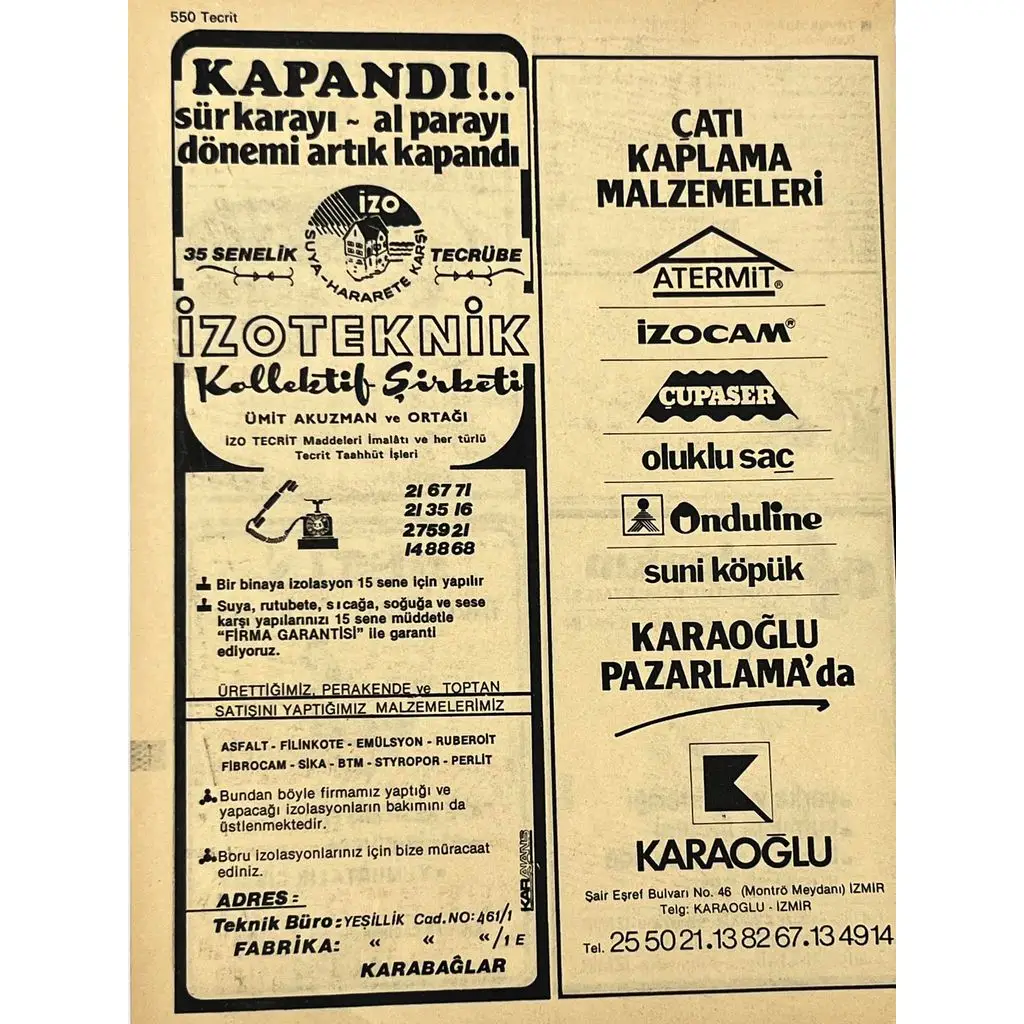 550 Tecrit
KAPANDI!..
sür karayı ~ al parayı
dönemi artık kapandı
İZO
SUYA-HARARETE KARŞI
35 SENELİK TECRÜBE
İZOTEKNİK
Kollektif Şirketi
ÜMİT AKUZMAN ve ORTAĞI
İZO TECRİT Maddeleri İmalâtı ve her türlü
Tecrit Taahhüt İşleri
21 67 71
21 35 16
275921
148868
Bir binaya izolasyon 15 sene için yapılır
Suya, rutubete, sıcağa, soğuğa ve sese
karşı yapılarınızı 15 sene müddetle
"FİRMA GARANTİSİ" ile garanti
ediyoruz.
ÜRETTİĞİMİZ, PERAKENDE ve TOPTAN
SATIŞINI YAPTIĞIMIZ MALZEMELERİMİZ
ASFALT - FİLİNKOTE - EMÜLSYON - RUBEROİT
FİBROCAM - SİKA - BTM - STYROPOR - PERLİT
Bundan böyle firmamız yaptığı ve
yapacağı izolasyonların bakımını da
üstlenmektedir.
Boru izolasyonlarınız için bize müracaat
ediniz.
KARAJANS
ADRES :
Teknik Büro: YEŞİLLİK Cad. NO: 461/1
FABRİKA: " " "/1 E
KARABAĞLAR
ÇATI
KAPLAMA
MALZEMELERİ
ATERMİT®
İZOCAM®
ÇUPASER
oluklu saç
Onduline
suni köpük
KARAOĞLU
PAZARLAMA'da
KARAOĞLU
Şair Eşref Bulvarı No. 46 (Montrö Meydanı) İZMİR
Telg: KARAOGLU - İZMİR
Tel. 25 50 21.13 82 67.13 49 14